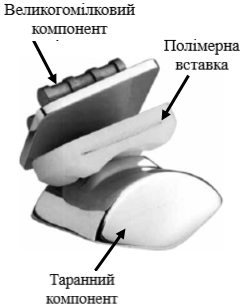 Великогомілковий
компонент
Полімерна
вставка
Таранний
компонент